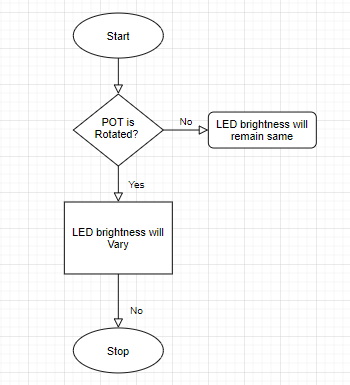 Start
POT is
Rotated?
No
LED brightness will
remain same
Yes
LED brightness will
Vary
No
Stop